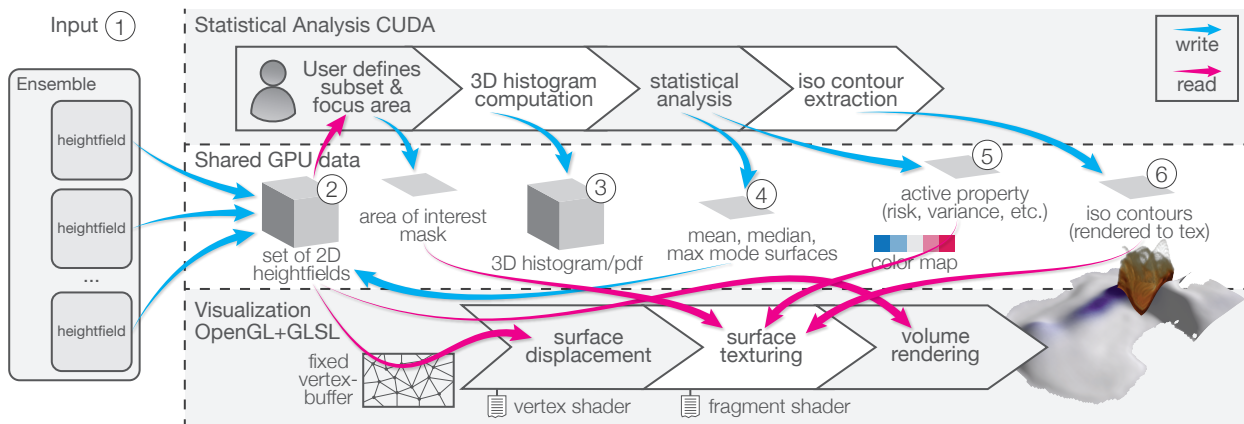 Input 1
Ensemble
heightfield
heightfield
...
heightfield
Statistical Analysis CUDA
User defines
subset &
focus area
3D histogram
computation
statistical
analysis
iso contour
extraction
write
read
Shared GPU data
2
set of 2D
heightfields
area of interest
mask
3
3D histogram/pdf
4
mean, median,
max mode surfaces
5
active property
(risk, variance, etc.)
color map
6
iso contours
(rendered to tex)
Visualization
OpenGL+GLSL
fixed
vertex-
buffer
surface
displacement
surface
texturing
volume
rendering
vertex shader
fragment shader